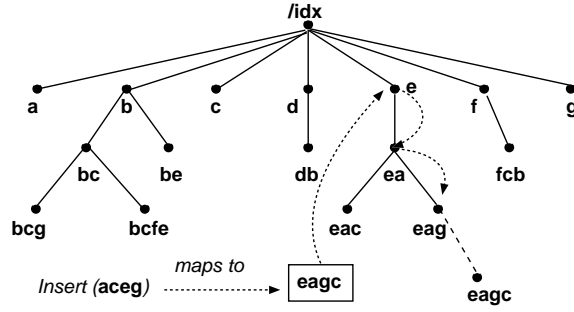 /idx
a b c d e f g
bc be db ea fcb
bcg bcfe eac eag
Insert (aceg) maps to eagc eagc